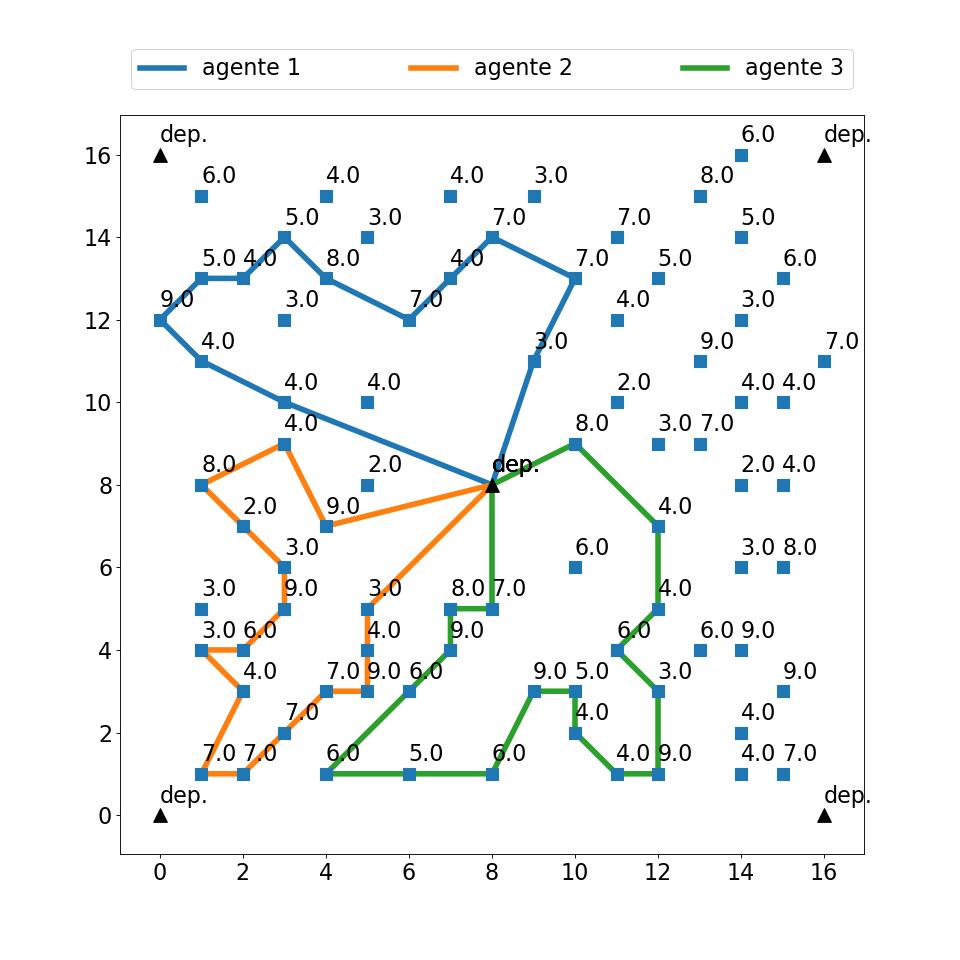 agente 1 agente 2 agente 3
dep. 6.0 dep.
16
6.0 4.0 4.0 3.0 8.0
5.0 3.0 7.0 7.0 5.0
14
5.0 4.0 8.0 4.0 7.0 5.0 6.0
9.0 3.0 7.0 4.0 3.0
12
4.0 3.0 9.0 7.0
4.0 4.0 2.0 4.0 4.0
10
4.0 8.0 3.0 7.0
8.0 2.0 dep. 2.0 4.0
8
2.0 9.0 4.0
3.0 6.0 3.0 8.0
6
3.0 9.0 3.0 8.0 7.0 4.0
3.0 6.0 4.0 9.0 6.0 6.0 9.0
4
4.0 7.0 9.0 6.0 9.0 5.0 3.0 9.0
7.0 4.0 4.0
2
7.0 7.0 6.0 5.0 6.0 4.0 9.0 4.0 7.0
dep. dep.
0
0 2 4 6 8 10 12 14 16